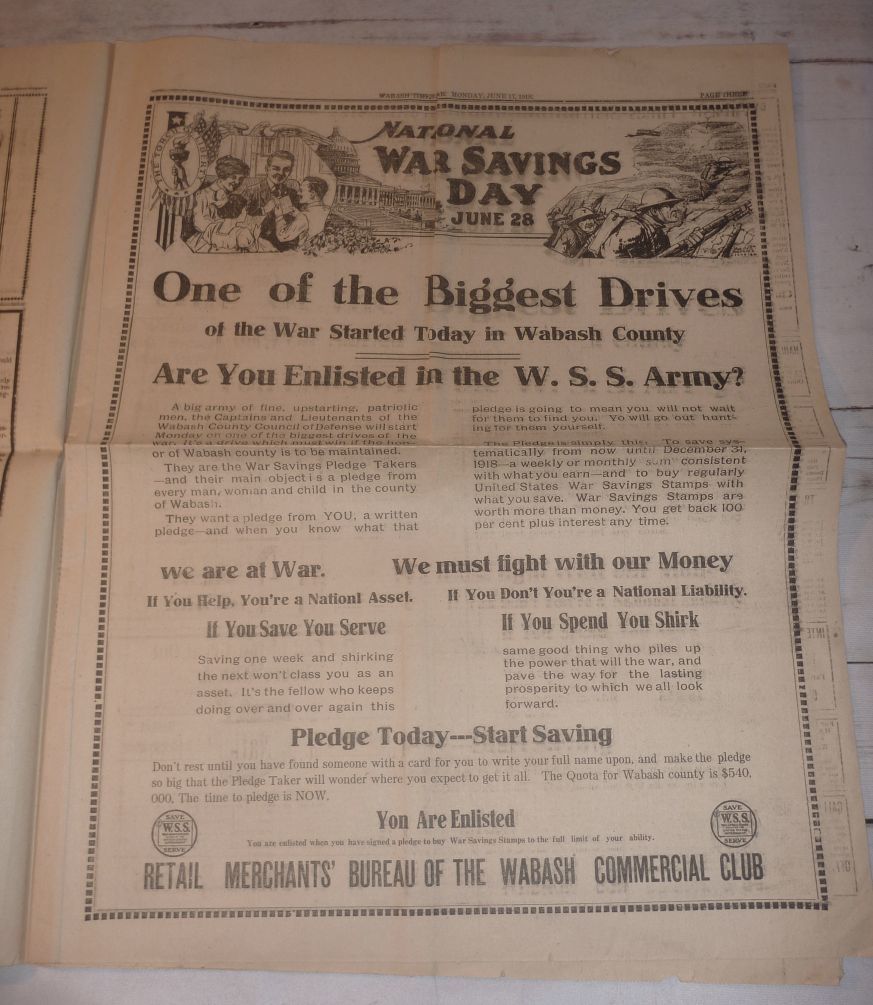 MONDAY, JUNE 17, 1918.
PAGE THREE
NATIONAL
WAR SAVINGS
DAY
JUNE 28
One of the Biggest Drives
of the War Started Today in Wabash County
Are You Enlisted in the W. S. S. Army?
A big army of fine, upstarting, patriotic
men, the Captains and Lieutenants of the
Wabash County Council of Defense will start
Monday on one of the biggest drives of the
war. It's a drive which must win if the hon-
or of Wabash county is to be maintained.
They are the War Savings Pledge Takers
—and their main object is a pledge from
every man, woman and child in the county
of Wabash.
They want a pledge from YOU, a written
pledge—and when you know what that
pledge is going to mean you will not wait
for them to find you. Yo will go out hunt-
ing for them yourself.
The Pledge is simply this: To save sys-
tematically from now until December 31,
1918—a weekly or monthly sum consistent
with what you earn—and to buy regularly
United States War Savings Stamps with
what you save. War Savings Stamps are
worth more than money. You get back 100
per cent plus interest any time.
we are at War. We must fight with our Money
If You Help, You're a Nationl Asset. If You Don't You're a National Liability.
If You Save You Serve
If You Spend You Shirk
Saving one week and shirking
the next won't class you as an
asset. It's the fellow who keeps
doing over and over again this
same good thing who piles up
the power that will the war, and
pave the way for the lasting
prosperity to which we all look
forward.
Pledge Today---Start Saving
Don't rest until you have found someone with a card for you to write your full name upon, and make the pledge
so big that the Pledge Taker will wonder where you expect to get it all. The Quota for Wabash county is $540,
000, The time to pledge is NOW.
Yon Are Enlisted
You are enlisted when you have signed a pledge to buy War Savings Stamps to the full limit of your ability.
SAVE
W.S.S.
SERVE
SAVE
W.S.S.
SERVE
RETAIL MERCHANTS' BUREAU OF THE WABASH COMMERCIAL CLUB